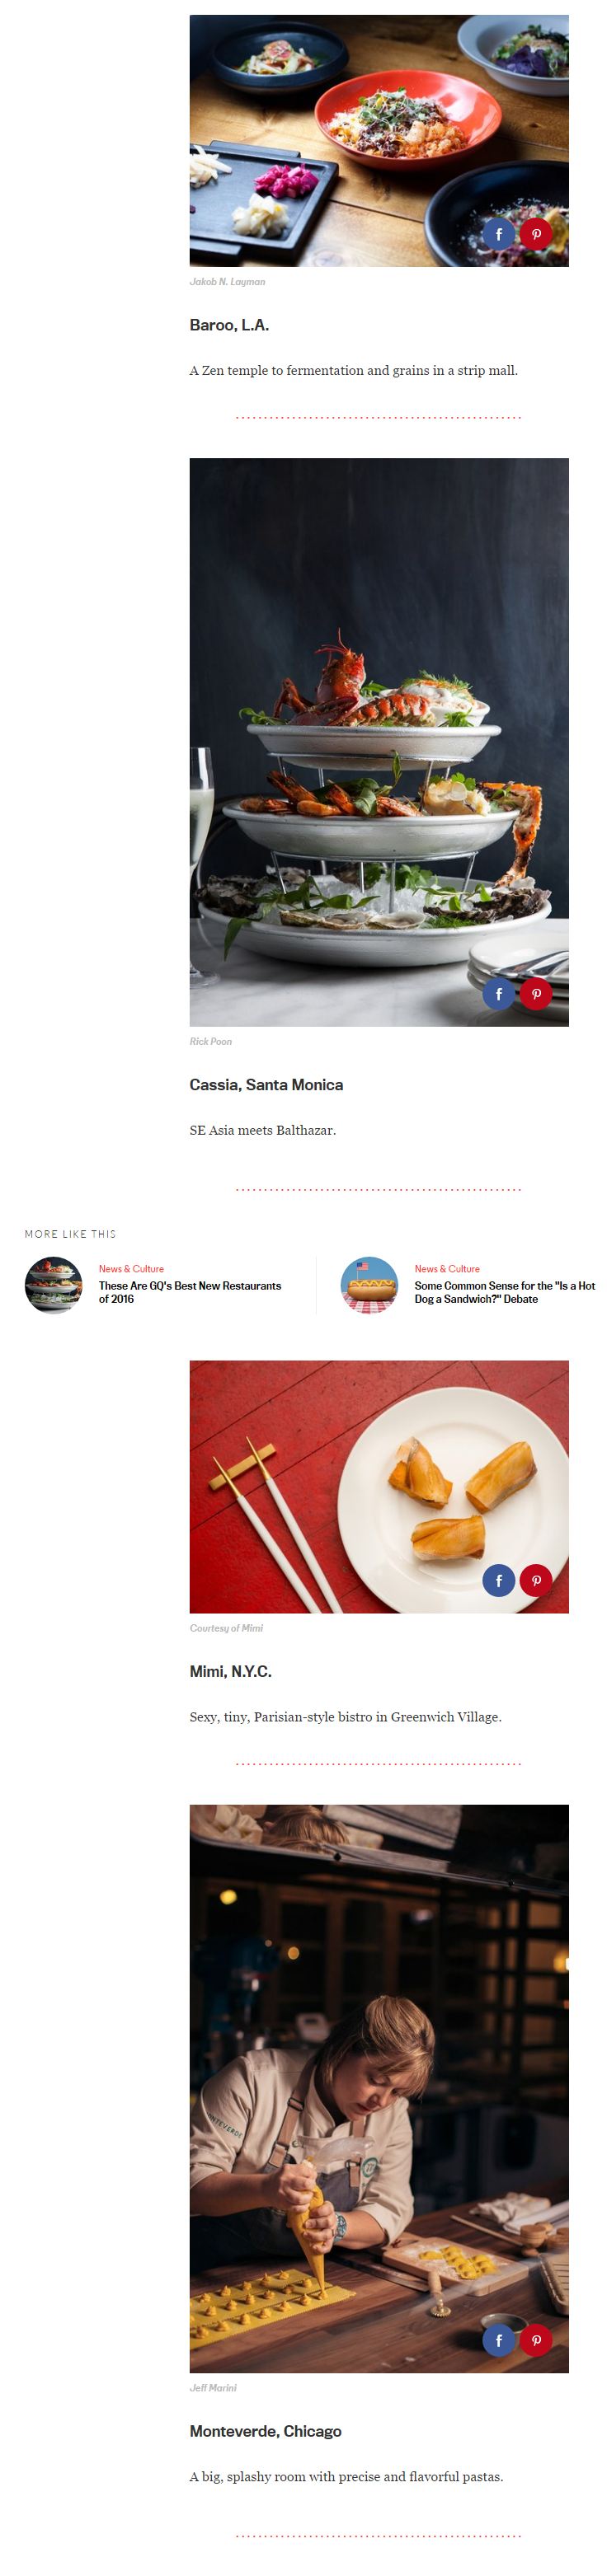 f
Jakob N. Layman
Baroo, L.A.
A Zen temple to fermentation and grains in a strip mall.
f
Rick Poon
Cassia, Santa Monica
SE Asia meets Balthazar.
MORE LIKE THIS
News & Culture
These Are GQ's Best New Restaurants
of 2016
News & Culture
Some Common Sense for the "Is a Hot
Dog a Sandwich?" Debate
f
Courtesy of Mimi
Mimi, N.Y.C.
Sexy, tiny, Parisian-style bistro in Greenwich Village.
NTEVERDE
f
Jeff Marini
Monteverde, Chicago
A big, splashy room with precise and flavorful pastas.